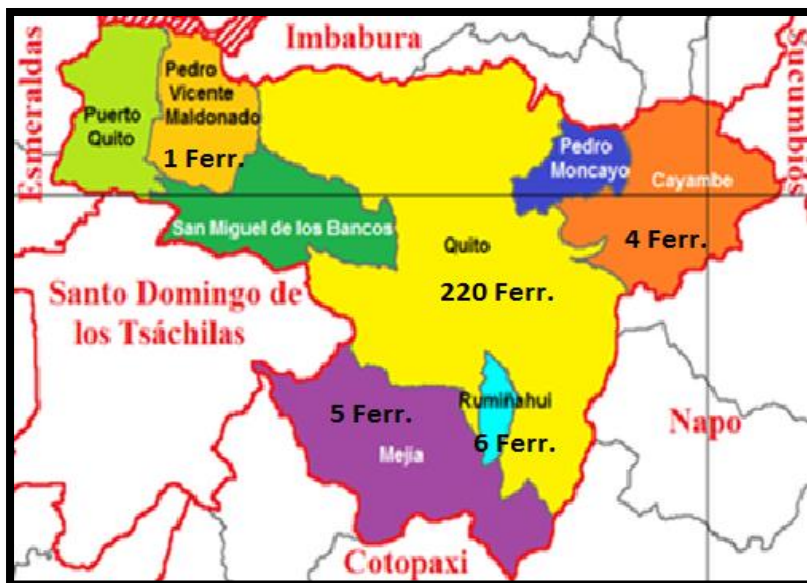 Imbabura
Esmeraldas
Sucumbíos
Pedro
Vicente
Maldonado
Puerto
Quito
1 Ferr.
Pedro
Moncayo
Cayambe
San Miguel de los Bancos
Quito
4 Ferr.
220 Ferr.
Santo Domingo de
los Tsáchilas
Rumiñahui
5 Ferr.
6 Ferr.
Napo
Mejía
Cotopaxi